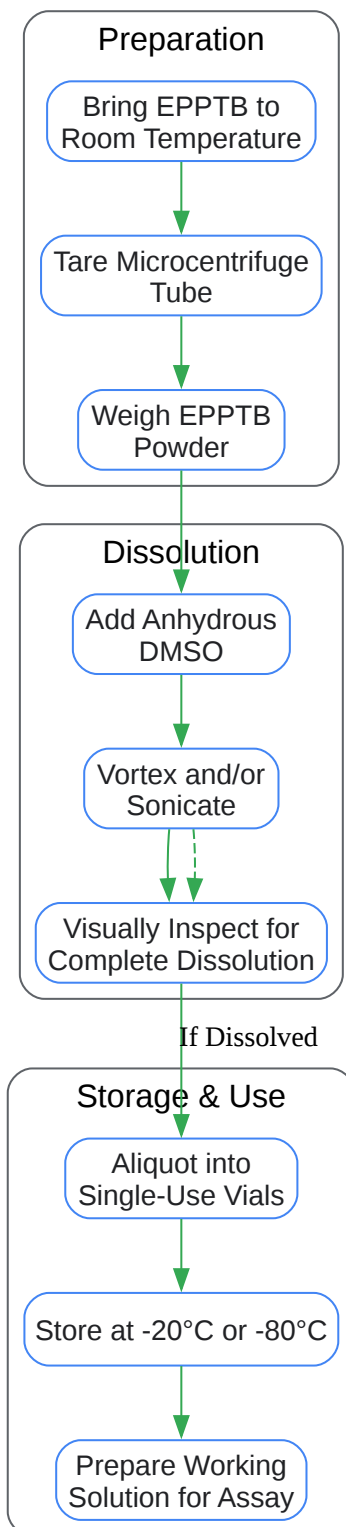 Preparation
Bring EPPTB to
Room Temperature
Tare Microcentrifuge
Tube
Weigh EPPTB
Powder
Dissolution
Add Anhydrous
DMSO
Vortex and/or
Sonicate
Visually Inspect for
Complete Dissolution
If Dissolved
Storage & Use
Aliquot into
Single-Use Vials
Store at -20°C or -80°C
Prepare Working
Solution for Assay